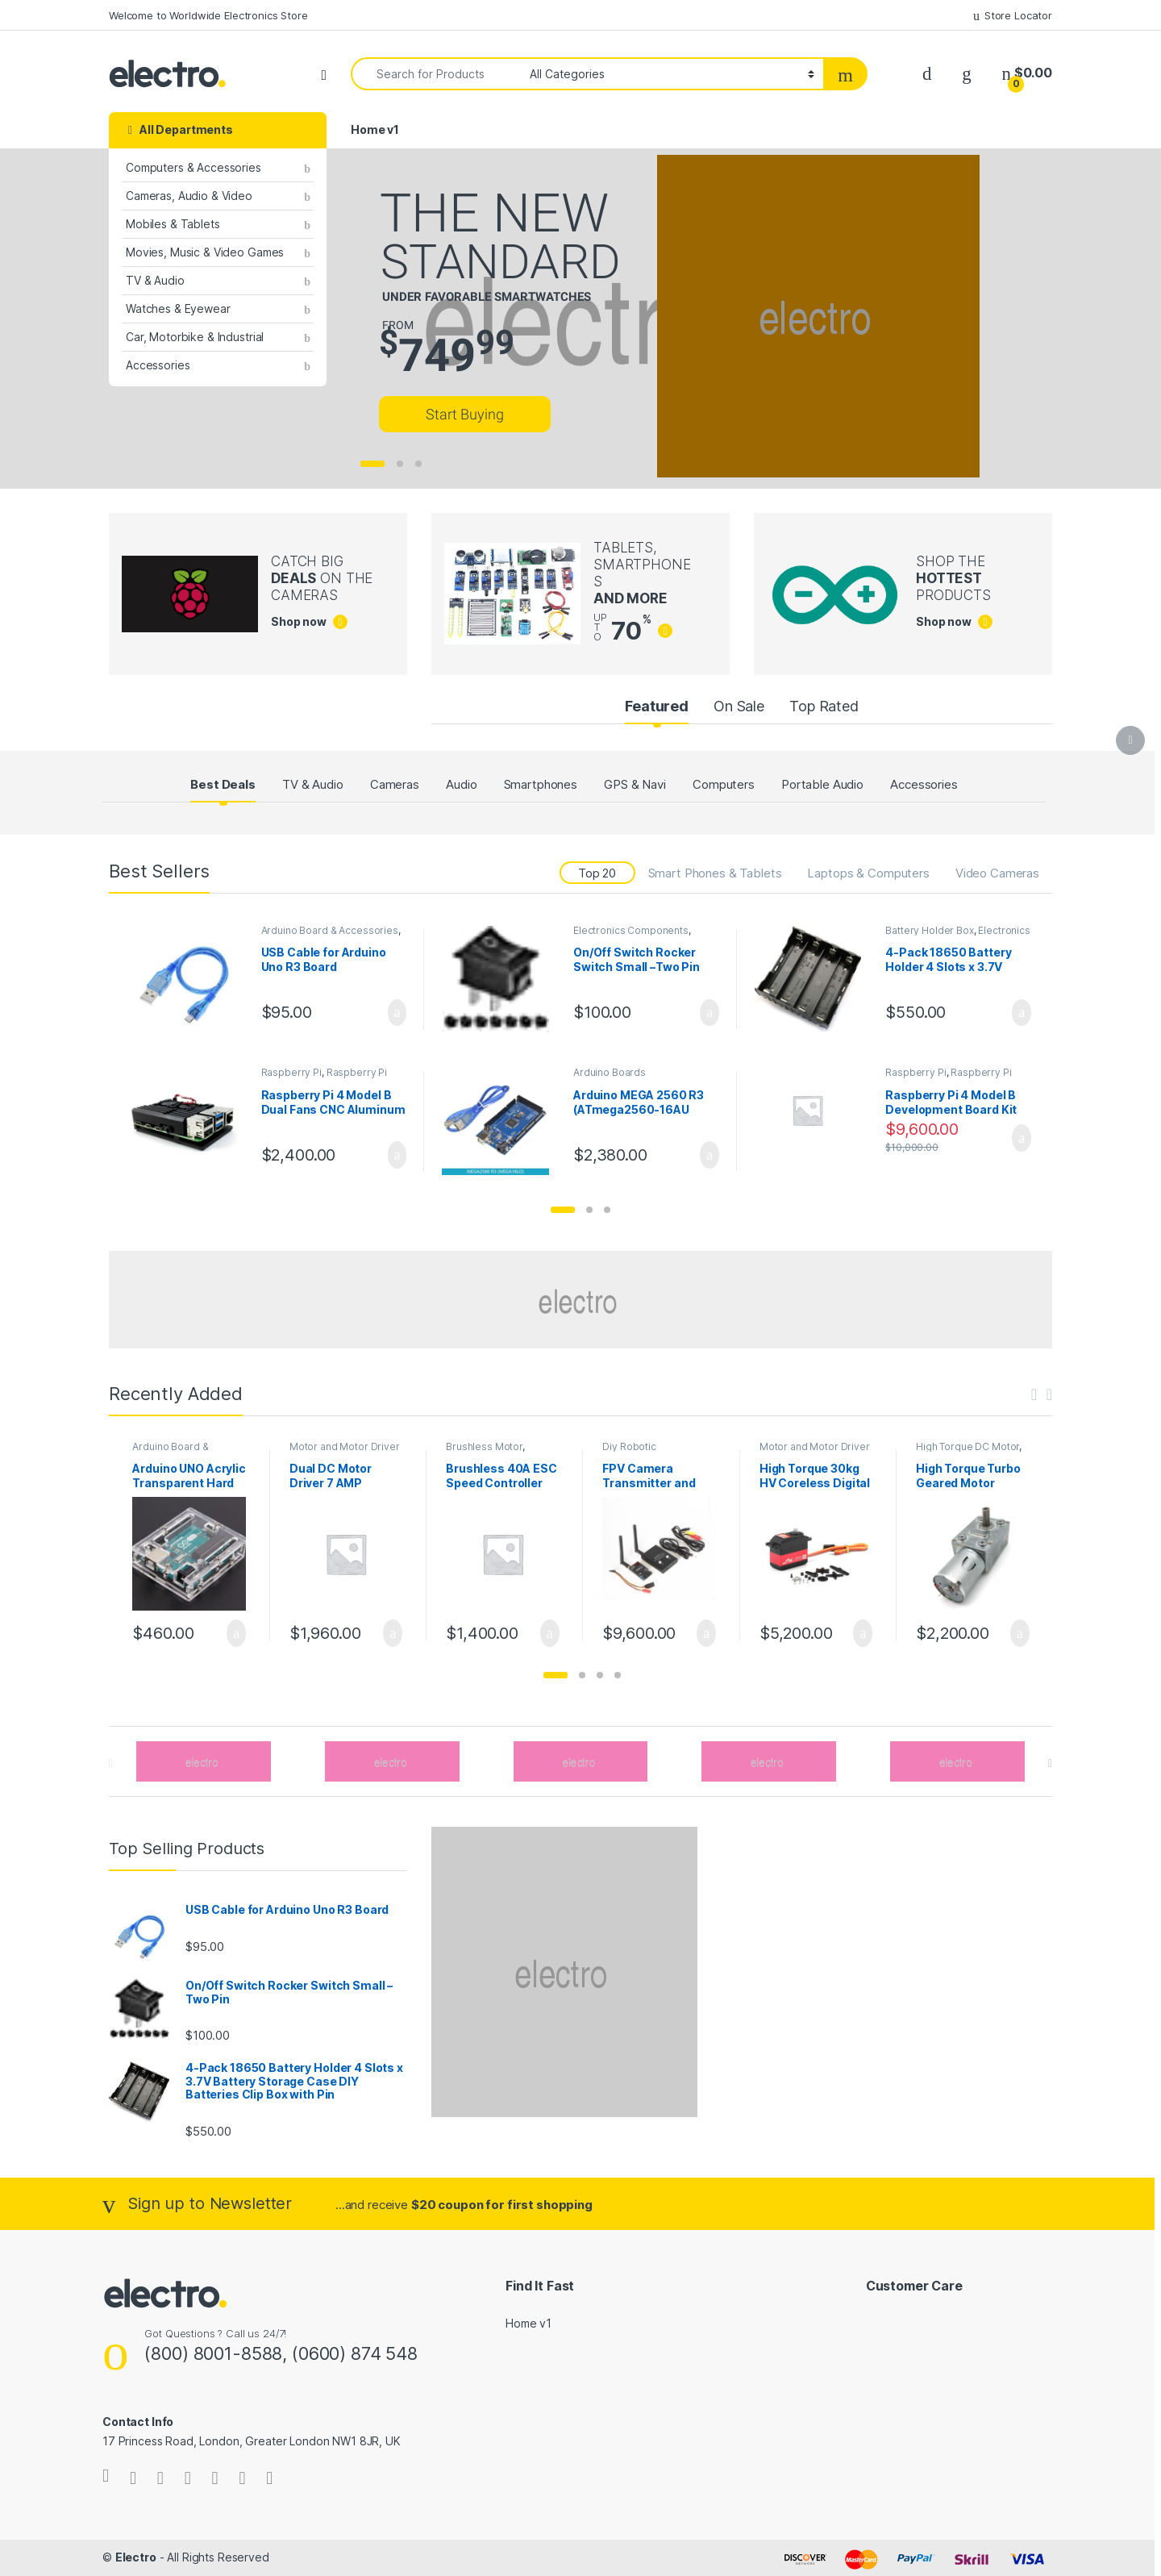 Welcome to Worldwide Electronics Store
Store Locator
electro.
Search for Products
All Categories
$0.00
0
All Departments
Home v1
Computers & Accessories
Cameras, Audio & Video
Mobiles & Tablets
Movies, Music & Video Games
TV & Audio
Watches & Eyewear
Car, Motorbike & Industrial
Accessories
THE NEW
STANDARD
UNDER FAVORABLE SMARTWATCHES
FROM
$749 99
Start Buying
electr
electro
CATCH BIG
DEALS ON THE
CAMERAS
Shop now
TABLETS,
SMARTPHONE
S
AND MORE
UP
T
O
70%
SHOP THE
HOTTEST
PRODUCTS
Shop now
Featured
On Sale
Top Rated
Best Deals
TV & Audio
Cameras
Audio
Smartphones
GPS & Navi
Computers
Portable Audio
Accessories
Best Sellers
Top 20
Smart Phones & Tablets
Laptops & Computers
Video Cameras
Arduino Board & Accessories,
USB Cable for Arduino
Uno R3 Board
$95.00
Electronics Components,
On/Off Switch Rocker
Switch Small –Two Pin
$100.00
Battery Holder Box, Electronics
4-Pack 18650 Battery
Holder 4 Slots x 3.7V
$550.00
Raspberry Pi, Raspberry Pi
Raspberry Pi 4 Model B
Dual Fans CNC Aluminum
$2,400.00
Arduino Boards
Arduino MEGA 2560 R3
(ATmega2560-16AU
$2,380.00
Raspberry Pi, Raspberry Pi
Raspberry Pi 4 Model B
Development Board Kit
$9,600.00
$10,000.00
electro
Recently Added
Arduino Board &
Arduino UNO Acrylic
Transparent Hard
$460.00
Motor and Motor Driver
Dual DC Motor
Driver 7 AMP
$1,960.00
Brushless Motor,
Brushless 40A ESC
Speed Controller
$1,400.00
Diy Robotic
FPV Camera
Transmitter and
$9,600.00
Motor and Motor Driver
High Torque 30kg
HV Coreless Digital
$5,200.00
High Torque DC Motor,
High Torque Turbo
Geared Motor
$2,200.00
electro
electro
electro
electro
electro
Top Selling Products
USB Cable for Arduino Uno R3 Board
$95.00
On/Off Switch Rocker Switch Small –
Two Pin
$100.00
4-Pack 18650 Battery Holder 4 Slots x
3.7V Battery Storage Case DIY
Batteries Clip Box with Pin
$550.00
electro
Sign up to Newsletter
...and receive $20 coupon for first shopping
electro.
Got Questions ? Call us 24/7!
(800) 8001-8588, (0600) 874 548
Contact Info
17 Princess Road, London, Greater London NW1 8JR, UK
Find It Fast
Home v1
Customer Care
© Electro - All Rights Reserved
DISCOVER
MasterCard
PayPal
Skrill
VISA